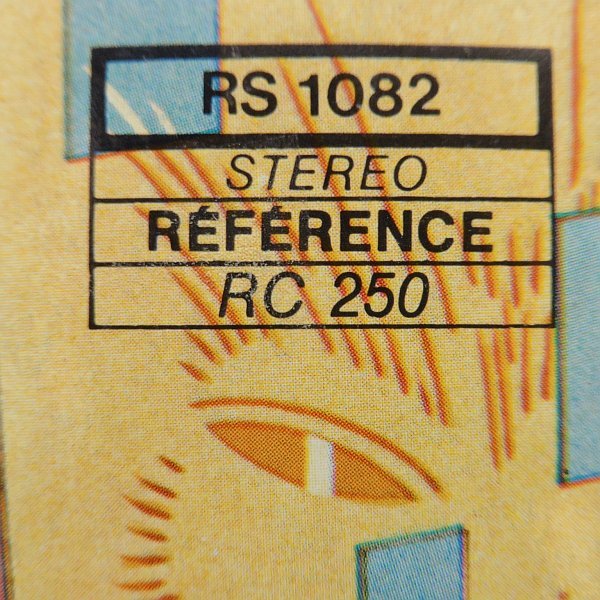 RS 1082
STEREO
RÉFÉRENCE
RC 250